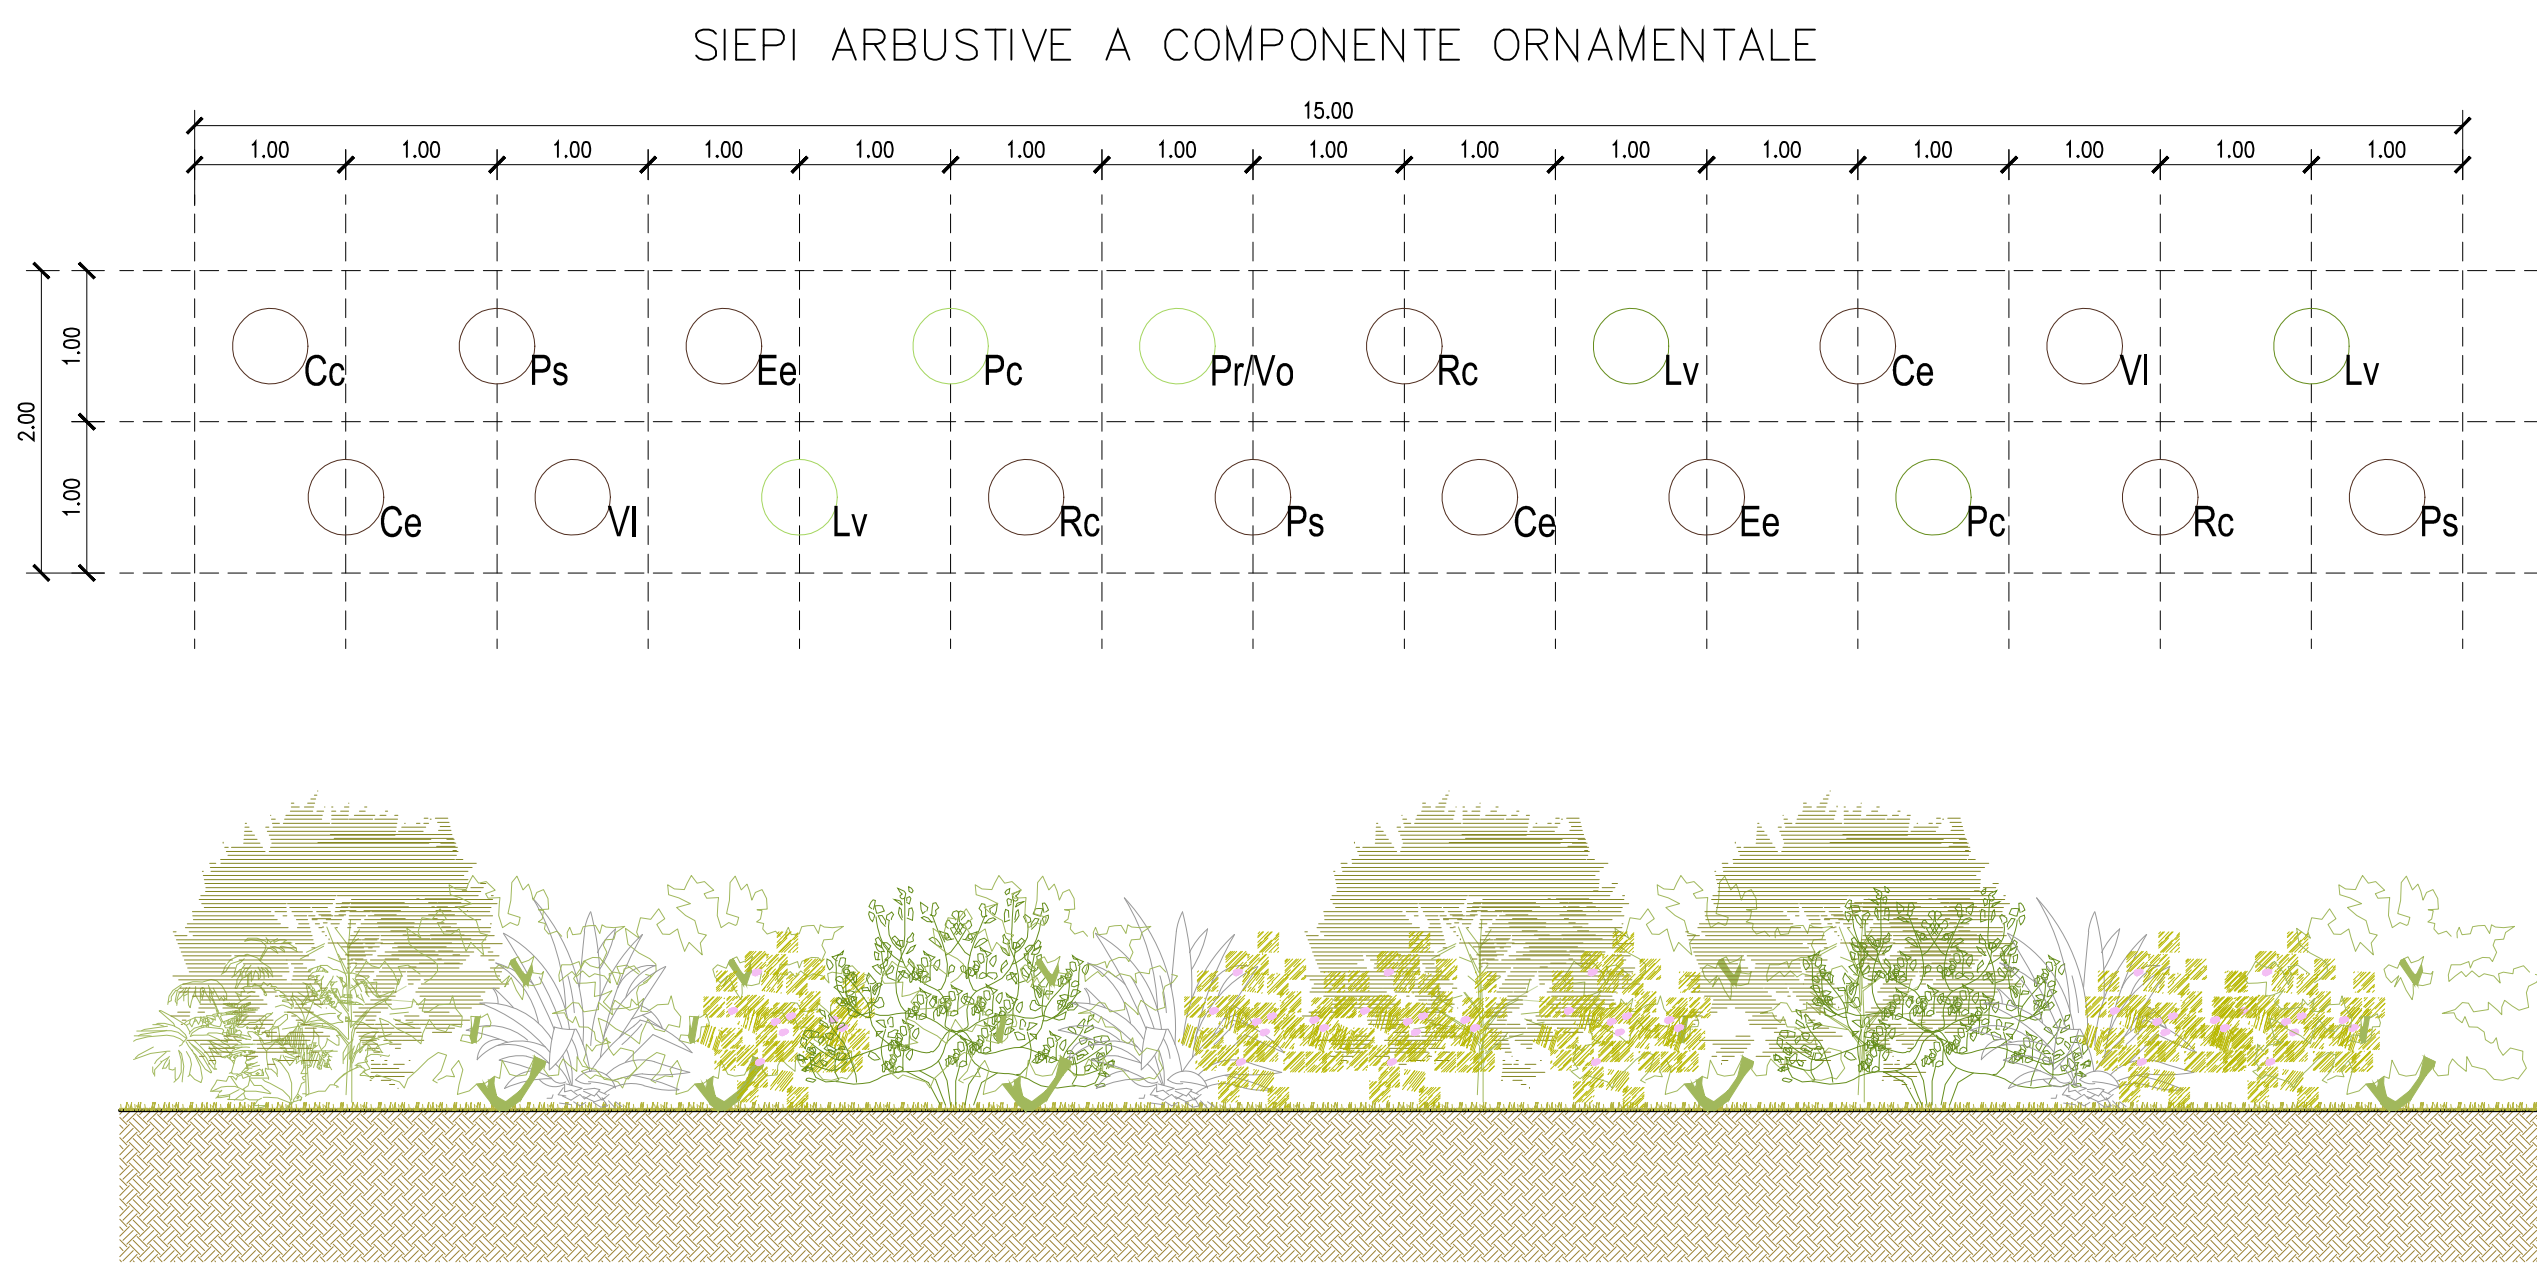 SIEPI ARBUSTIVE A COMPONENTE ORNAMENTALE
15.00
1.00 1.00 1.00 1.00 1.00 1.00 1.00 1.00 1.00 1.00 1.00 1.00 1.00 1.00 1.00
1.00
Cc Ps Ee Pc Pr/Vo Rc Lv Ce Vl Lv
2.00
1.00
Ce Vl Lv Rc Ps Ce Ee Pc Rc Ps